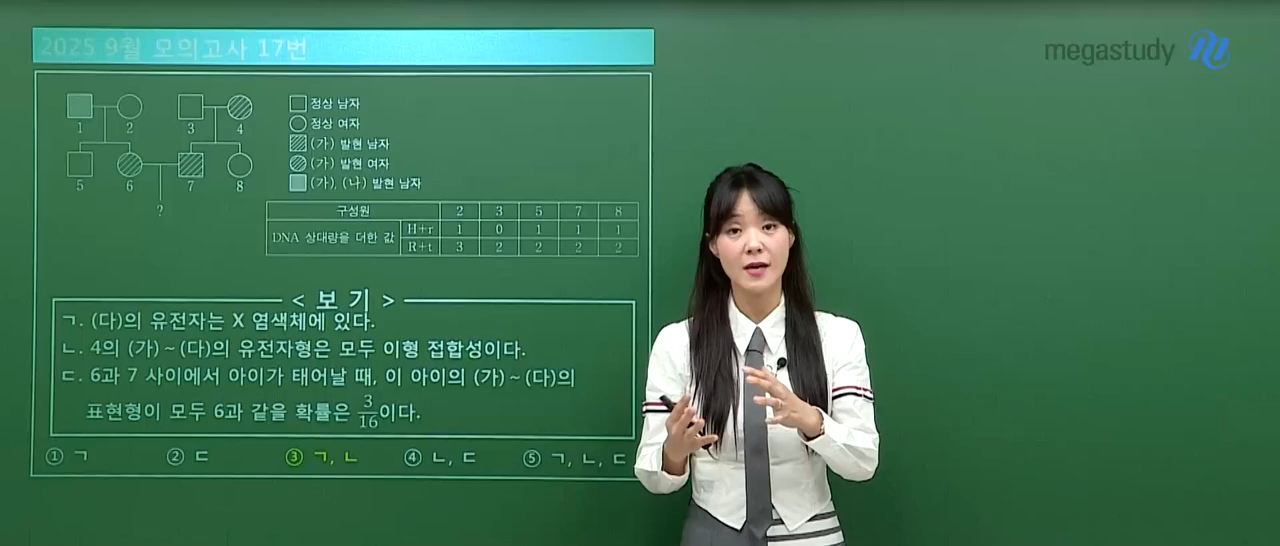 2025 9월 모의고사 17번
megastudy
1 2 3 4
5 6 7 8
?
정상 남자
정상 여자
(가) 발현 남자
(가) 발현 여자
(가), (나) 발현 남자
구성원 2 3 5 7 8
DNA 상대량을 더한 값 H+r 1 0 1 1 1
R+t 3 2 2 2 2
< 보 기 >
ㄱ. (다)의 유전자는 X 염색체에 있다.
ㄴ. 4의 (가)~(다)의 유전자형은 모두 이형 접합성이다.
ㄷ. 6과 7 사이에서 아이가 태어날 때, 이 아이의 (가)~(다)의
표현형이 모두 6과 같을 확률은 3/16이다.
① ㄱ ② ㄷ ③ ㄱ, ㄴ ④ ㄴ, ㄷ ⑤ ㄱ, ㄴ, ㄷ